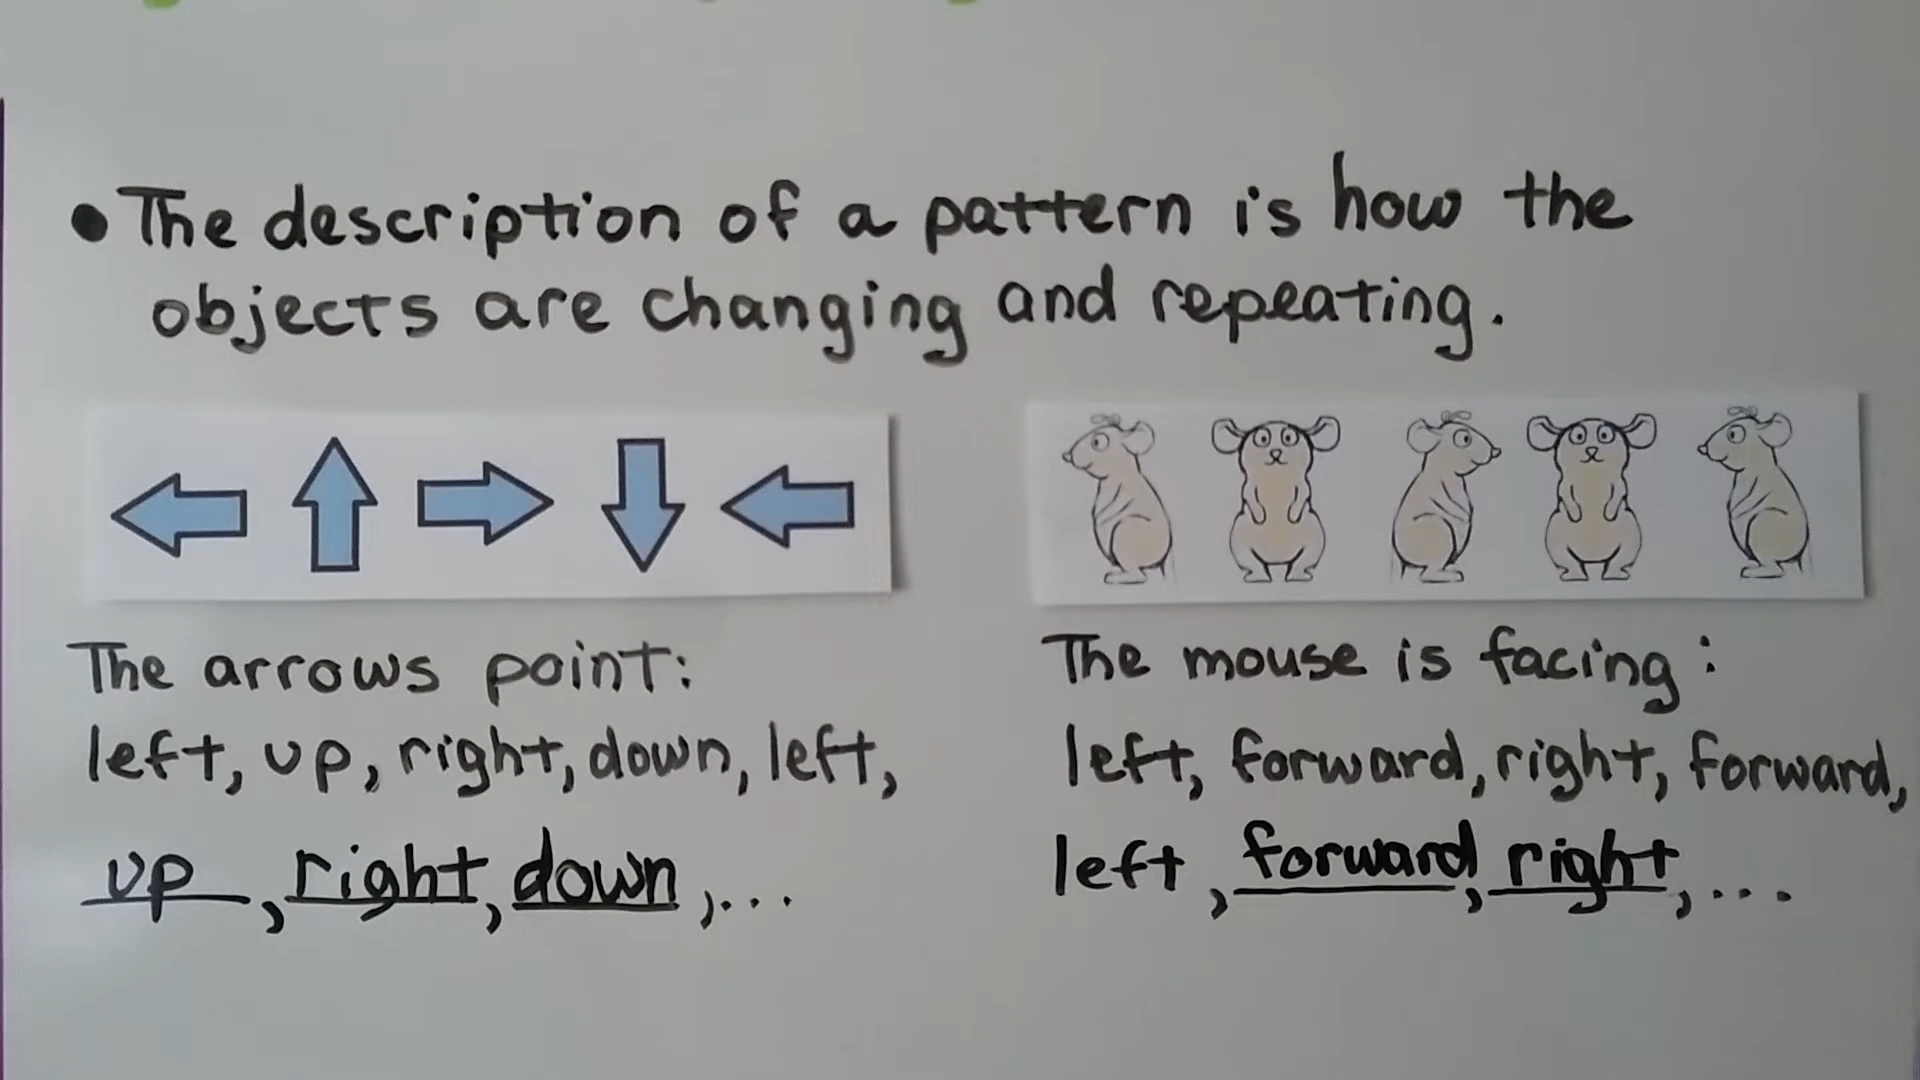 • The description of a pattern is how the
objects are changing and repeating.
The arrows point:
left, up, right, down, left,
up, right, down, ...
The mouse is facing:
left, forward, right, forward,
left, forward, right, ...